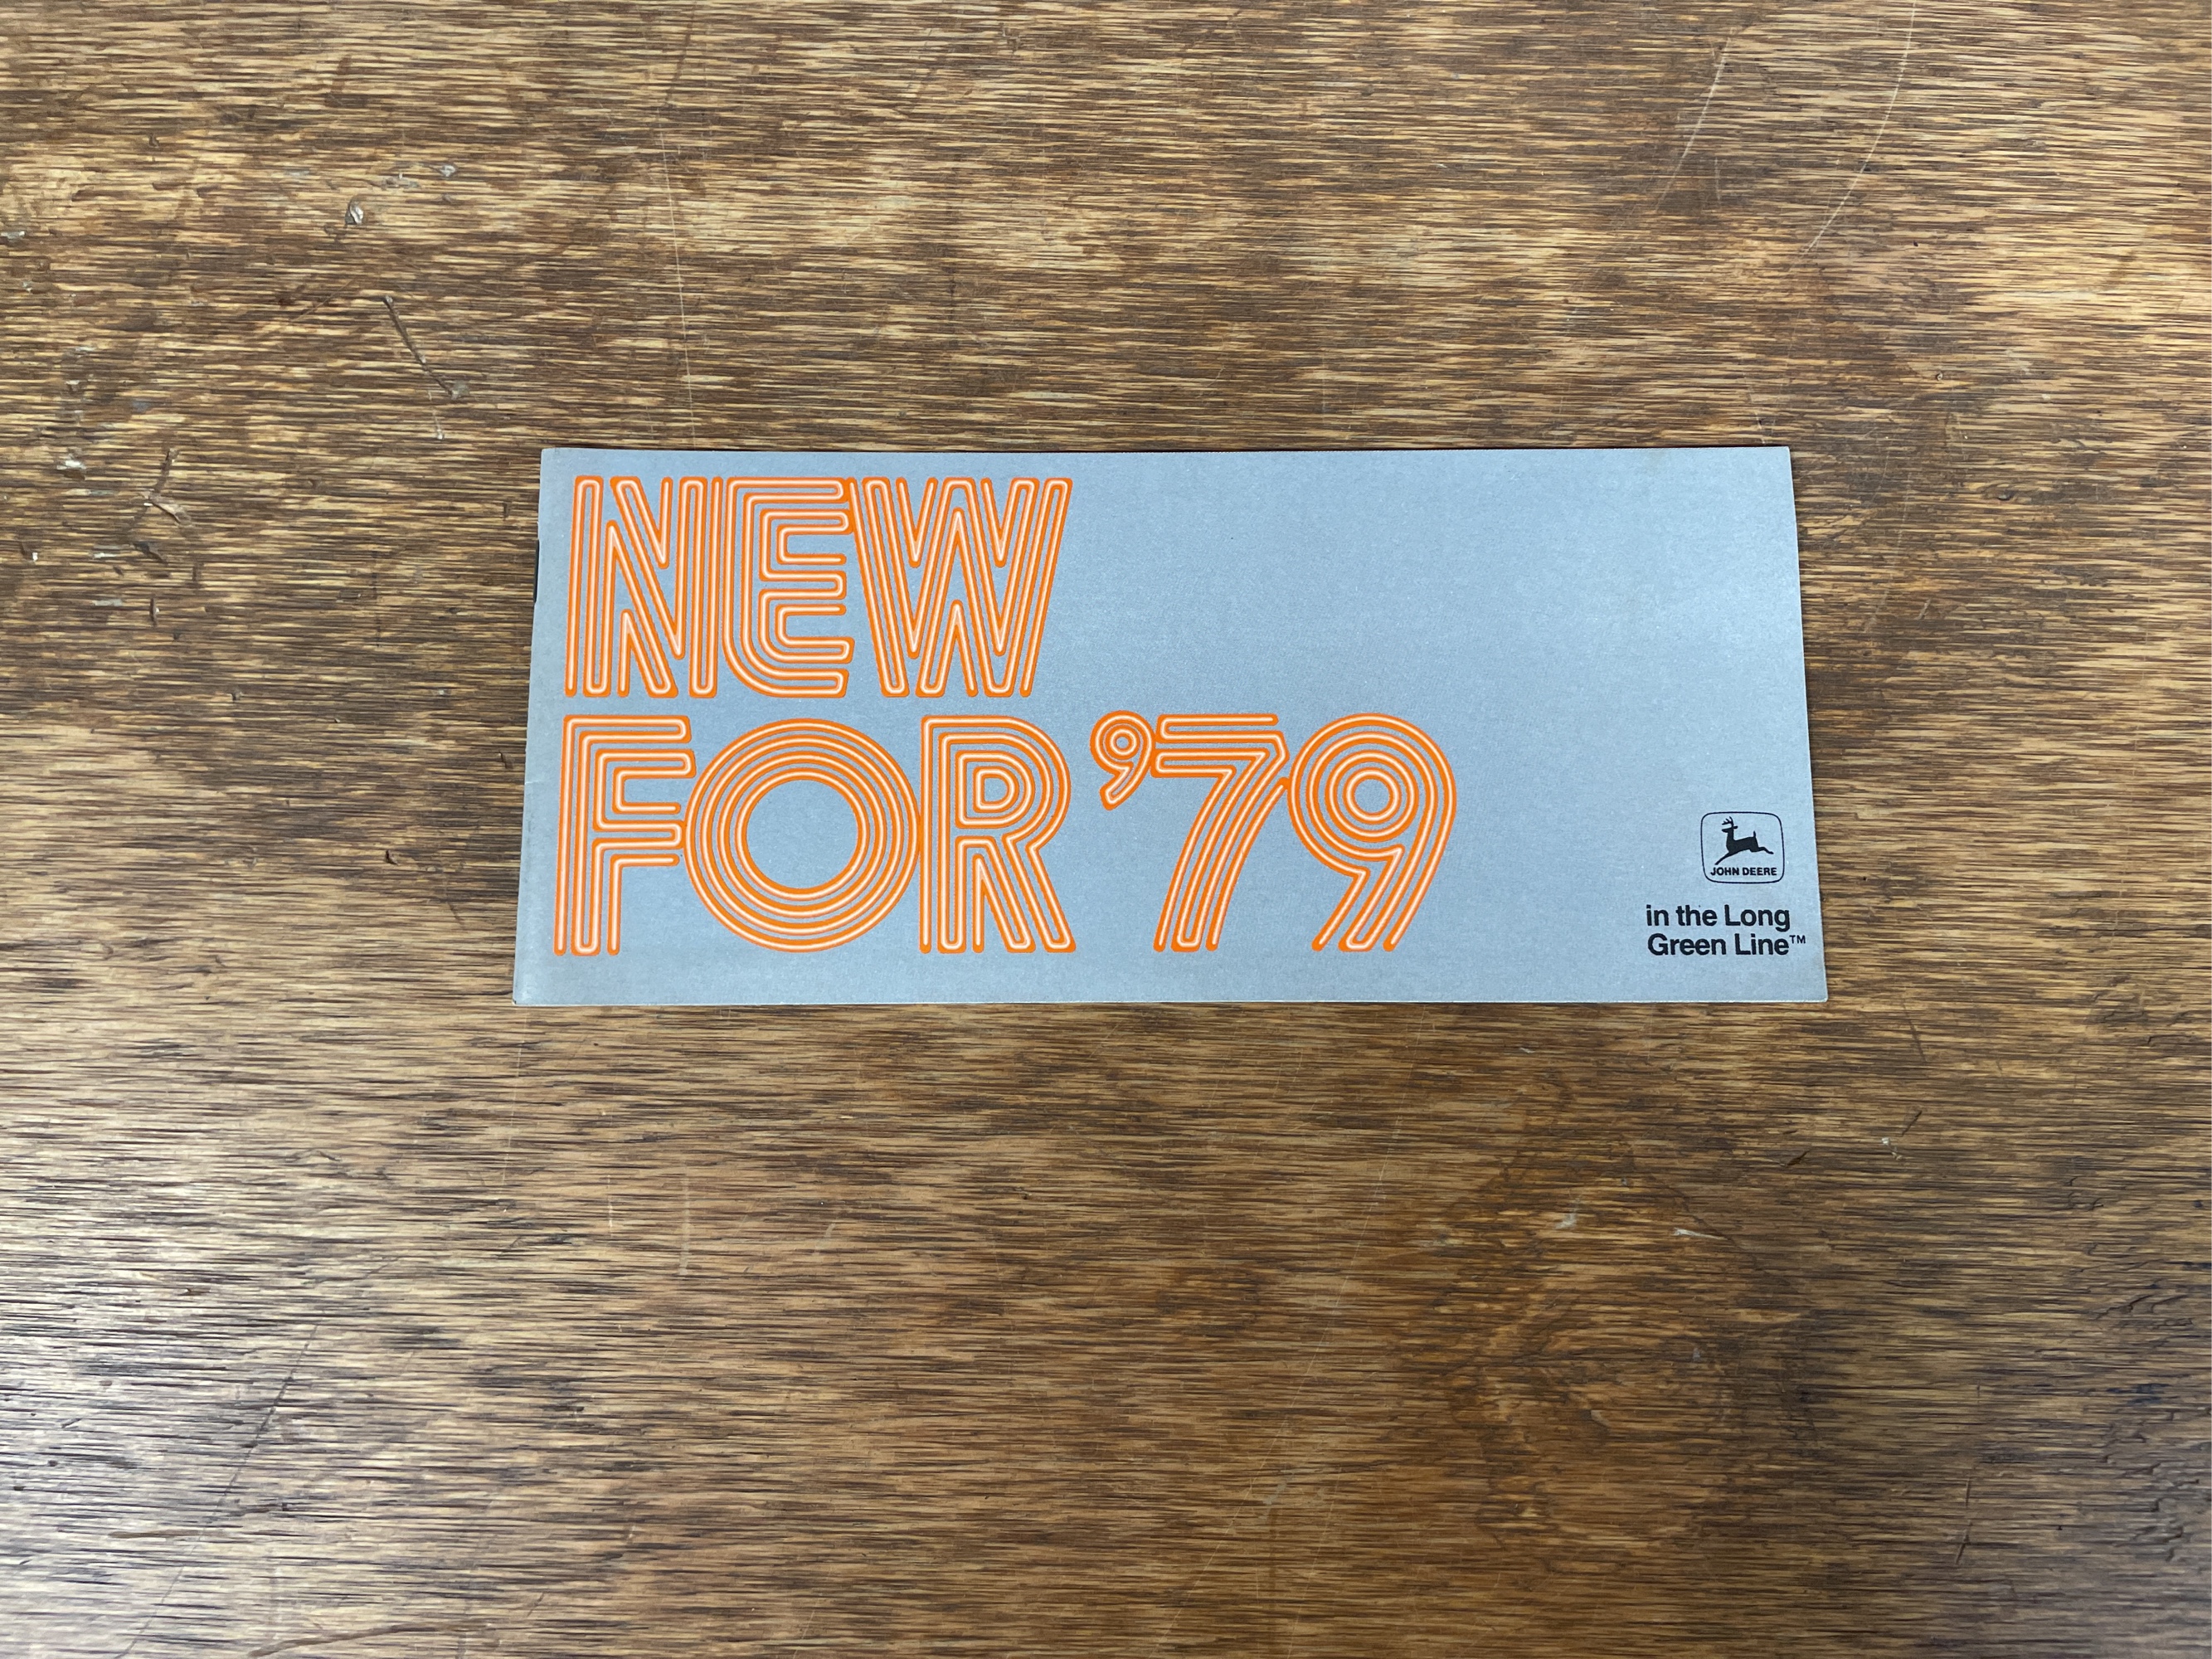 NEW
FOR ’79
JOHN DEERE
in the Long
Green Line™